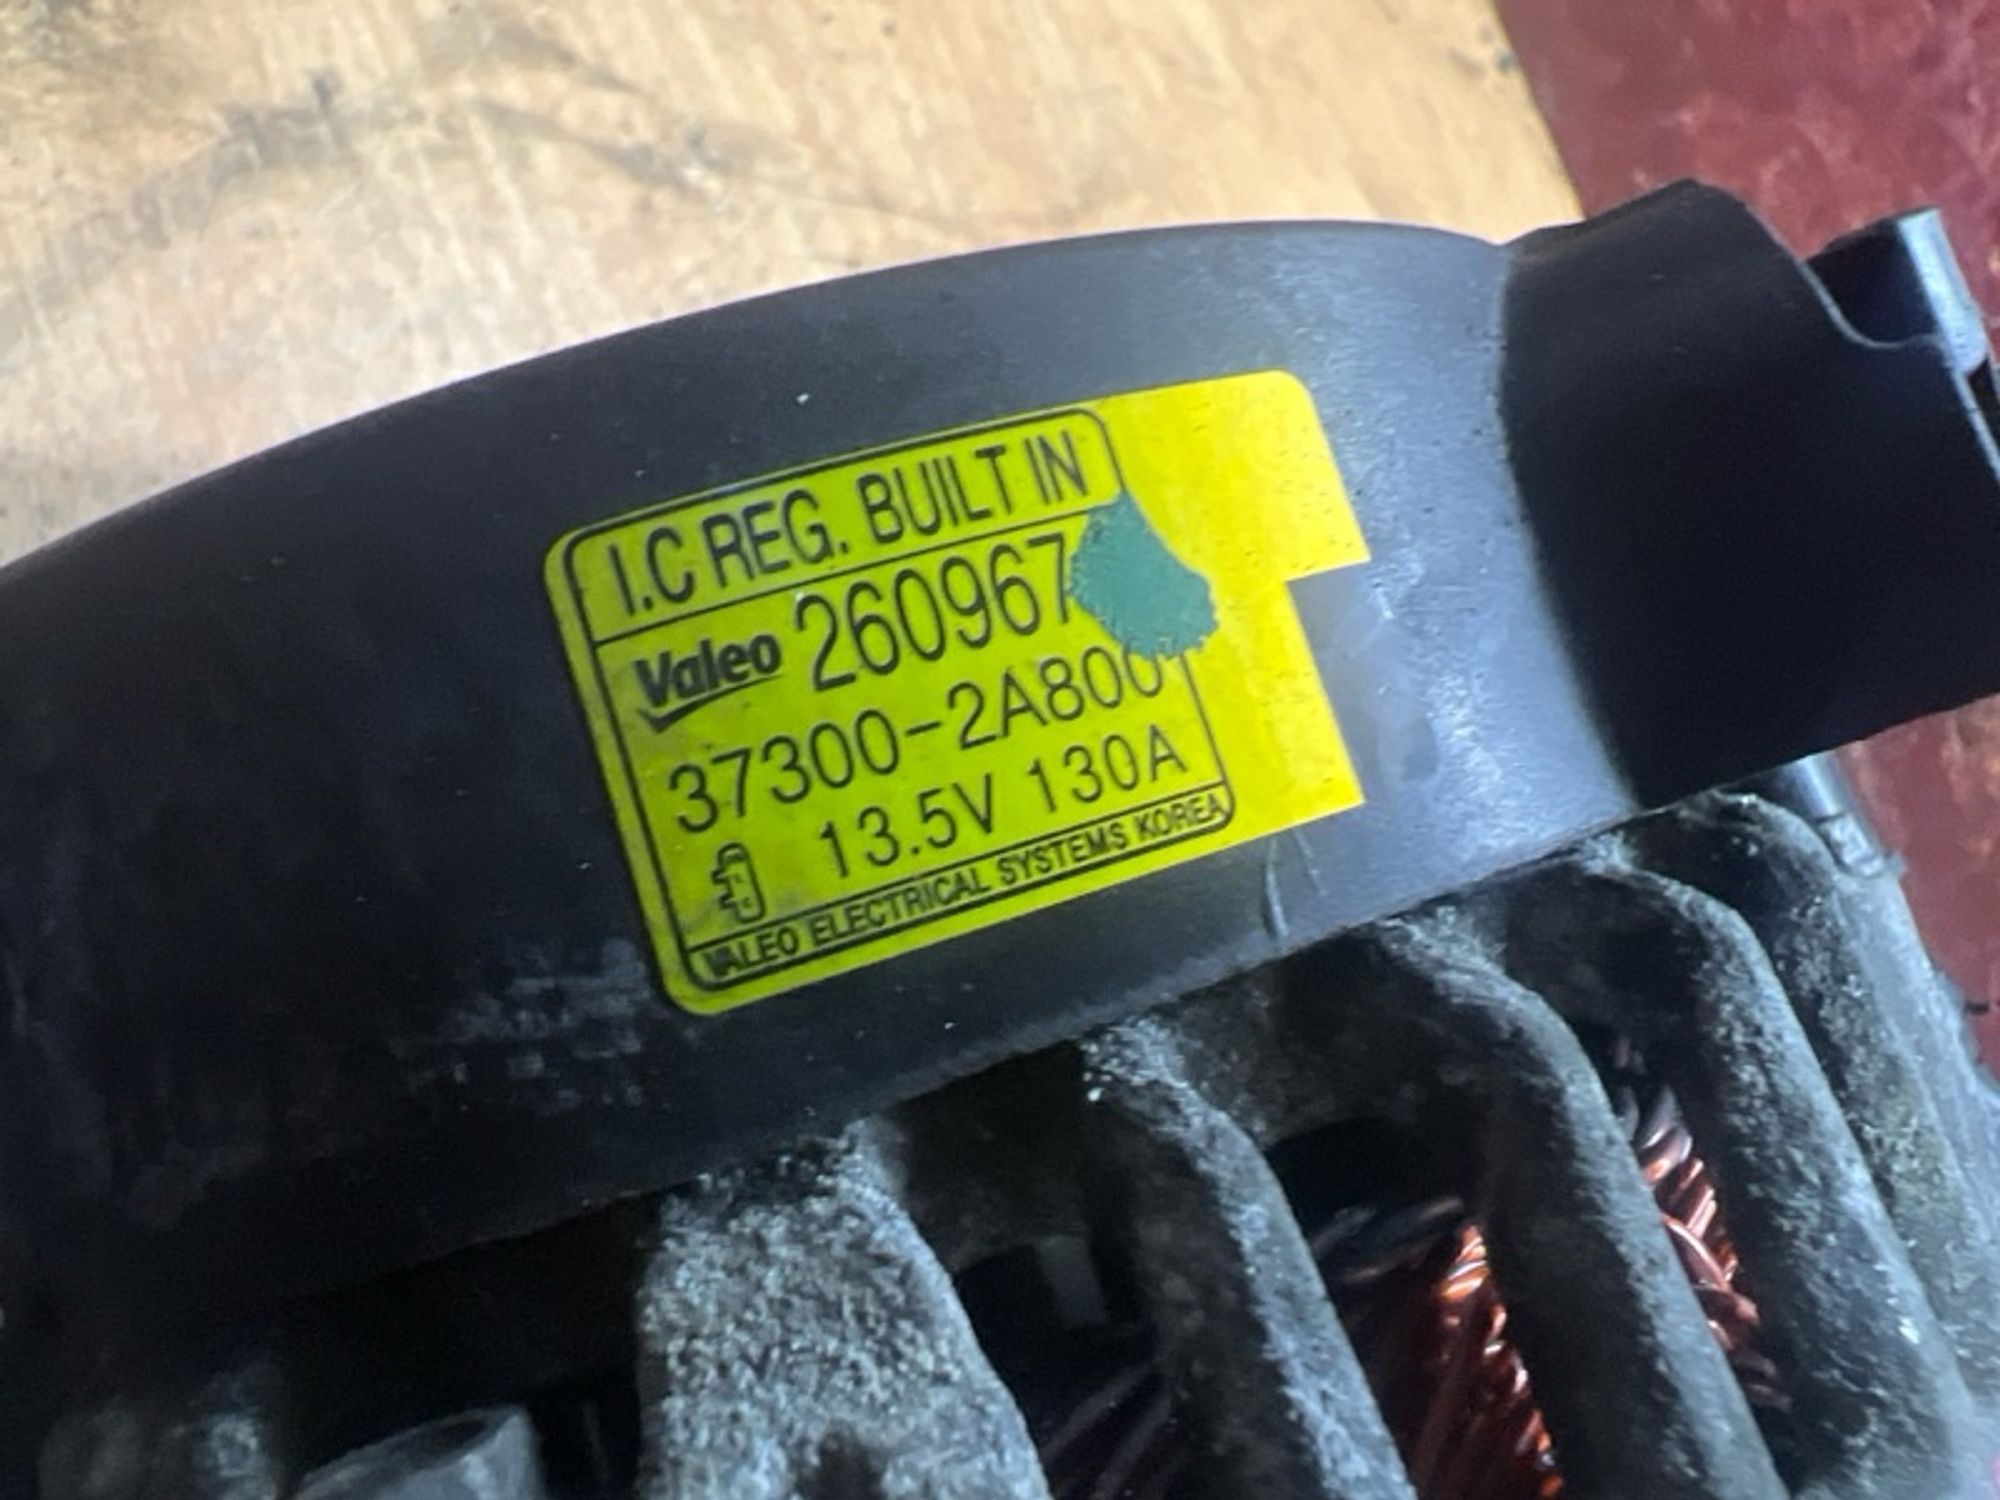 I.C REG. BUILT IN
Valeo 260967
37300-2A800
13.5V 130A
VALEO ELECTRICAL SYSTEMS KOREA